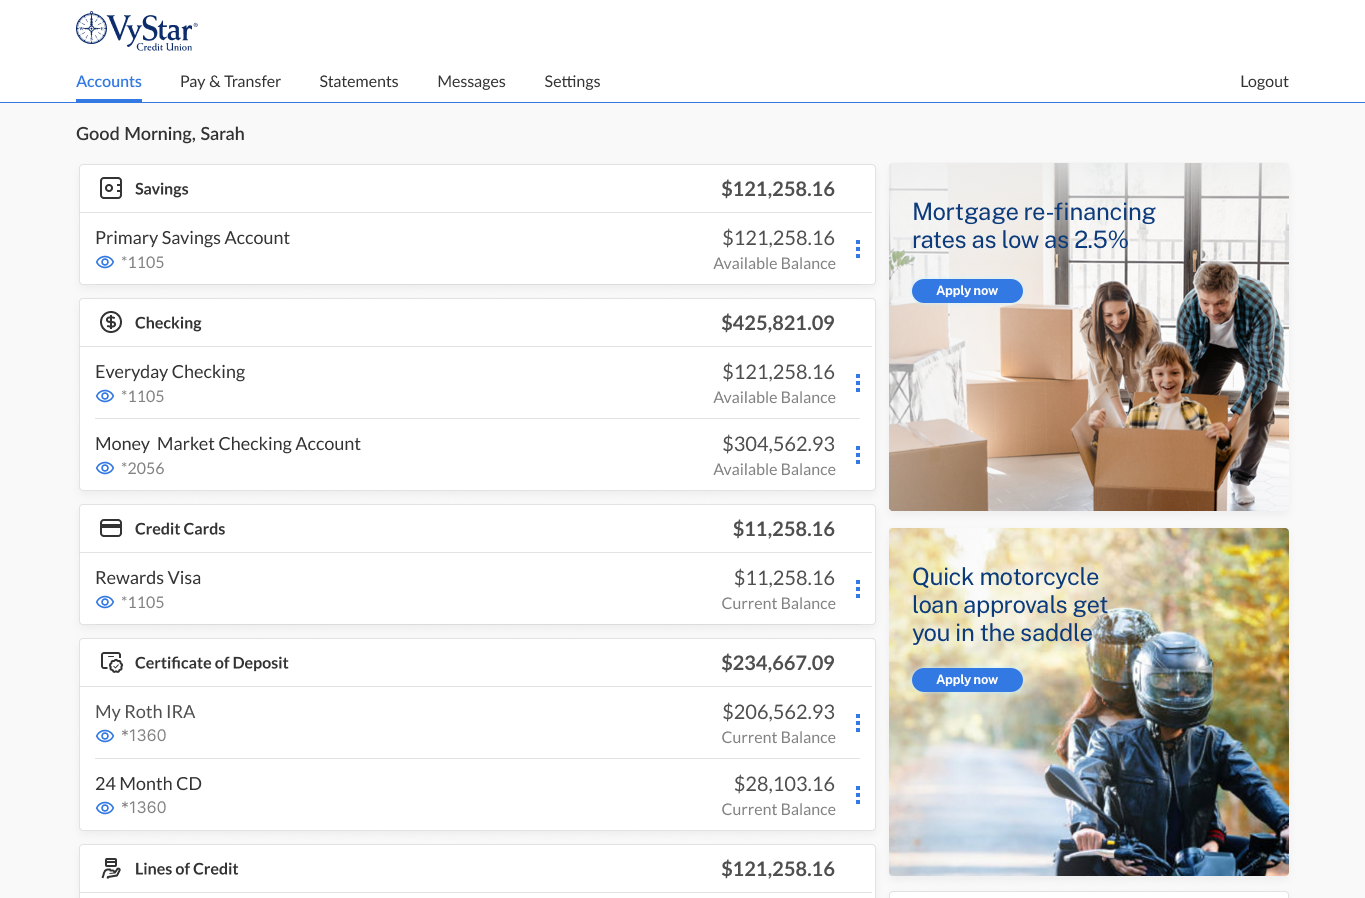 VyStar®
Credit Union
Accounts Pay & Transfer Statements Messages Settings Logout
Good Morning, Sarah
Savings $121,258.16
Primary Savings Account $121,258.16
*1105 Available Balance
Checking $425,821.09
Everyday Checking $121,258.16
*1105 Available Balance
Money  Market Checking Account $304,562.93
*2056 Available Balance
Credit Cards $11,258.16
Rewards Visa $11,258.16
*1105 Current Balance
Certificate of Deposit $234,667.09
My Roth IRA $206,562.93
*1360 Current Balance
24 Month CD $28,103.16
*1360 Current Balance
Lines of Credit $121,258.16
Mortgage re-financing
rates as low as 2.5%
Apply now
Quick motorcycle
loan approvals get
you in the saddle
Apply now